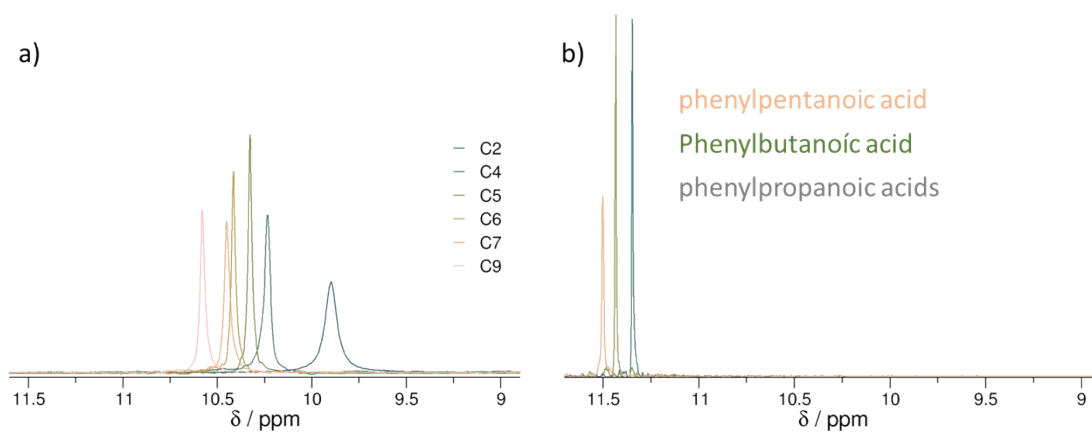 a)
C2
C4
C5
C6
C7
C9
11.5 11 10.5 10 9.5
δ / ppm
b)
phenylpentanoic acid
Phenylbutanoíc acid
phenylpropanoic acids
11.5 11 10.5 10 9.5 9
δ / ppm